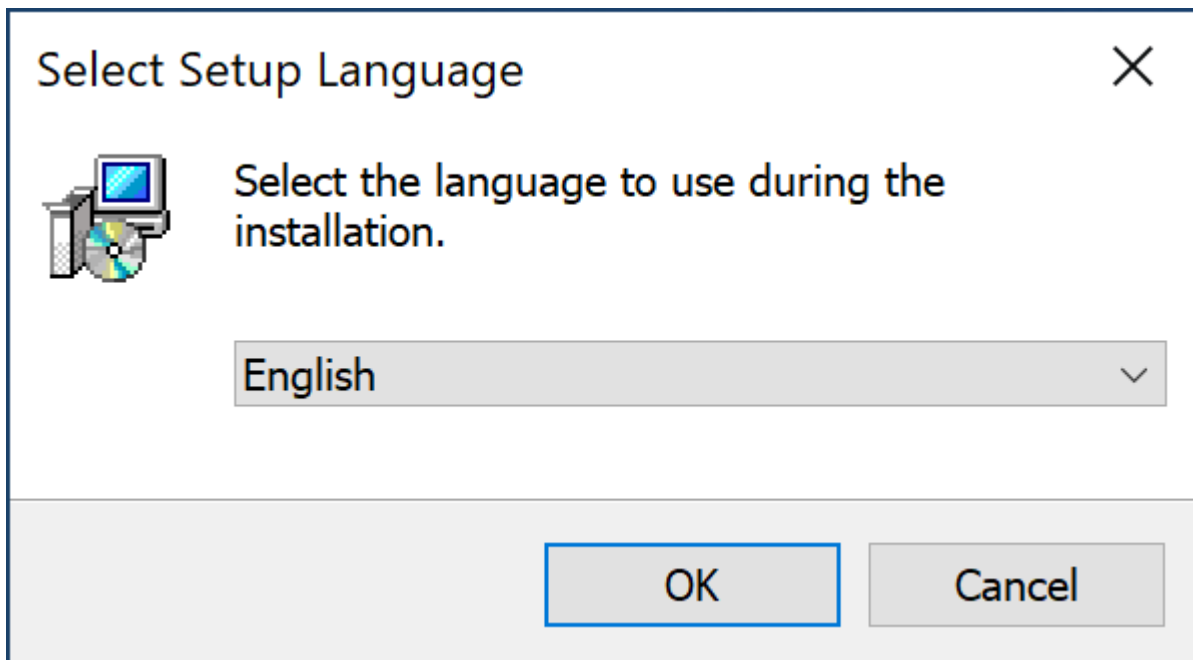 Select Setup Language
Select the language to use during the
installation.
English
OK
Cancel